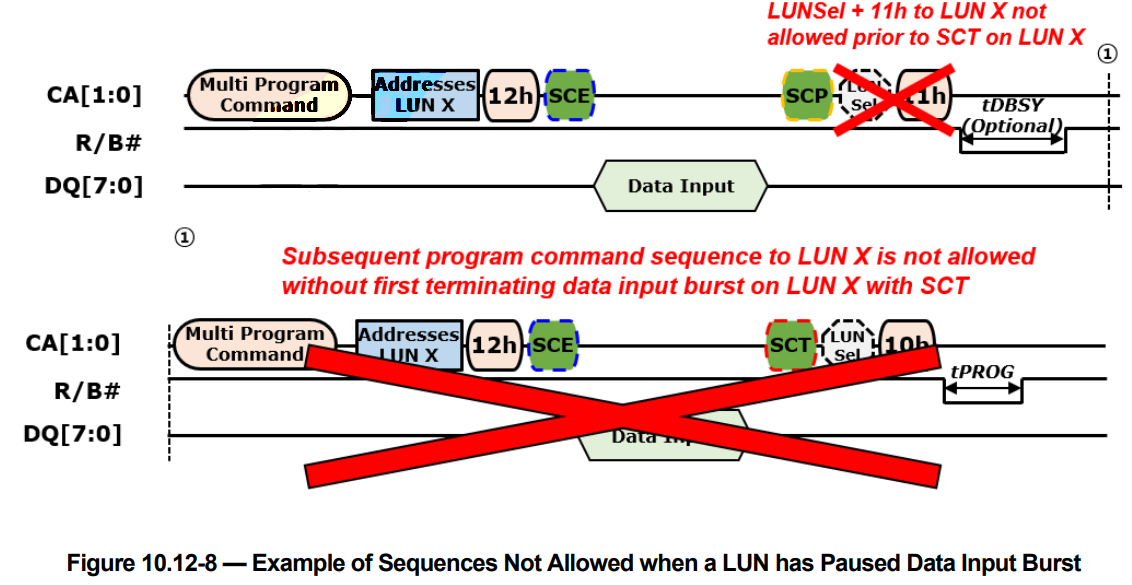 LUNSel + 11h to LUN X not
allowed prior to SCT on LUN X
①
CA[1:0]
Multi Program
Command
Addresses
LUN X
12h
SCE
SCP
LUN
Sel
11h
tDBSY
(Optional)
R/B#
DQ[7:0]
Data Input
①
Subsequent program command sequence to LUN X is not allowed
without first terminating data input burst on LUN X with SCT
CA[1:0]
Multi Program
Command
Addresses
LUN X
12h
SCE
SCT
LUN
Sel
10h
tPROG
R/B#
DQ[7:0]
Data Input
Figure 10.12-8 — Example of Sequences Not Allowed when a LUN has Paused Data Input Burst